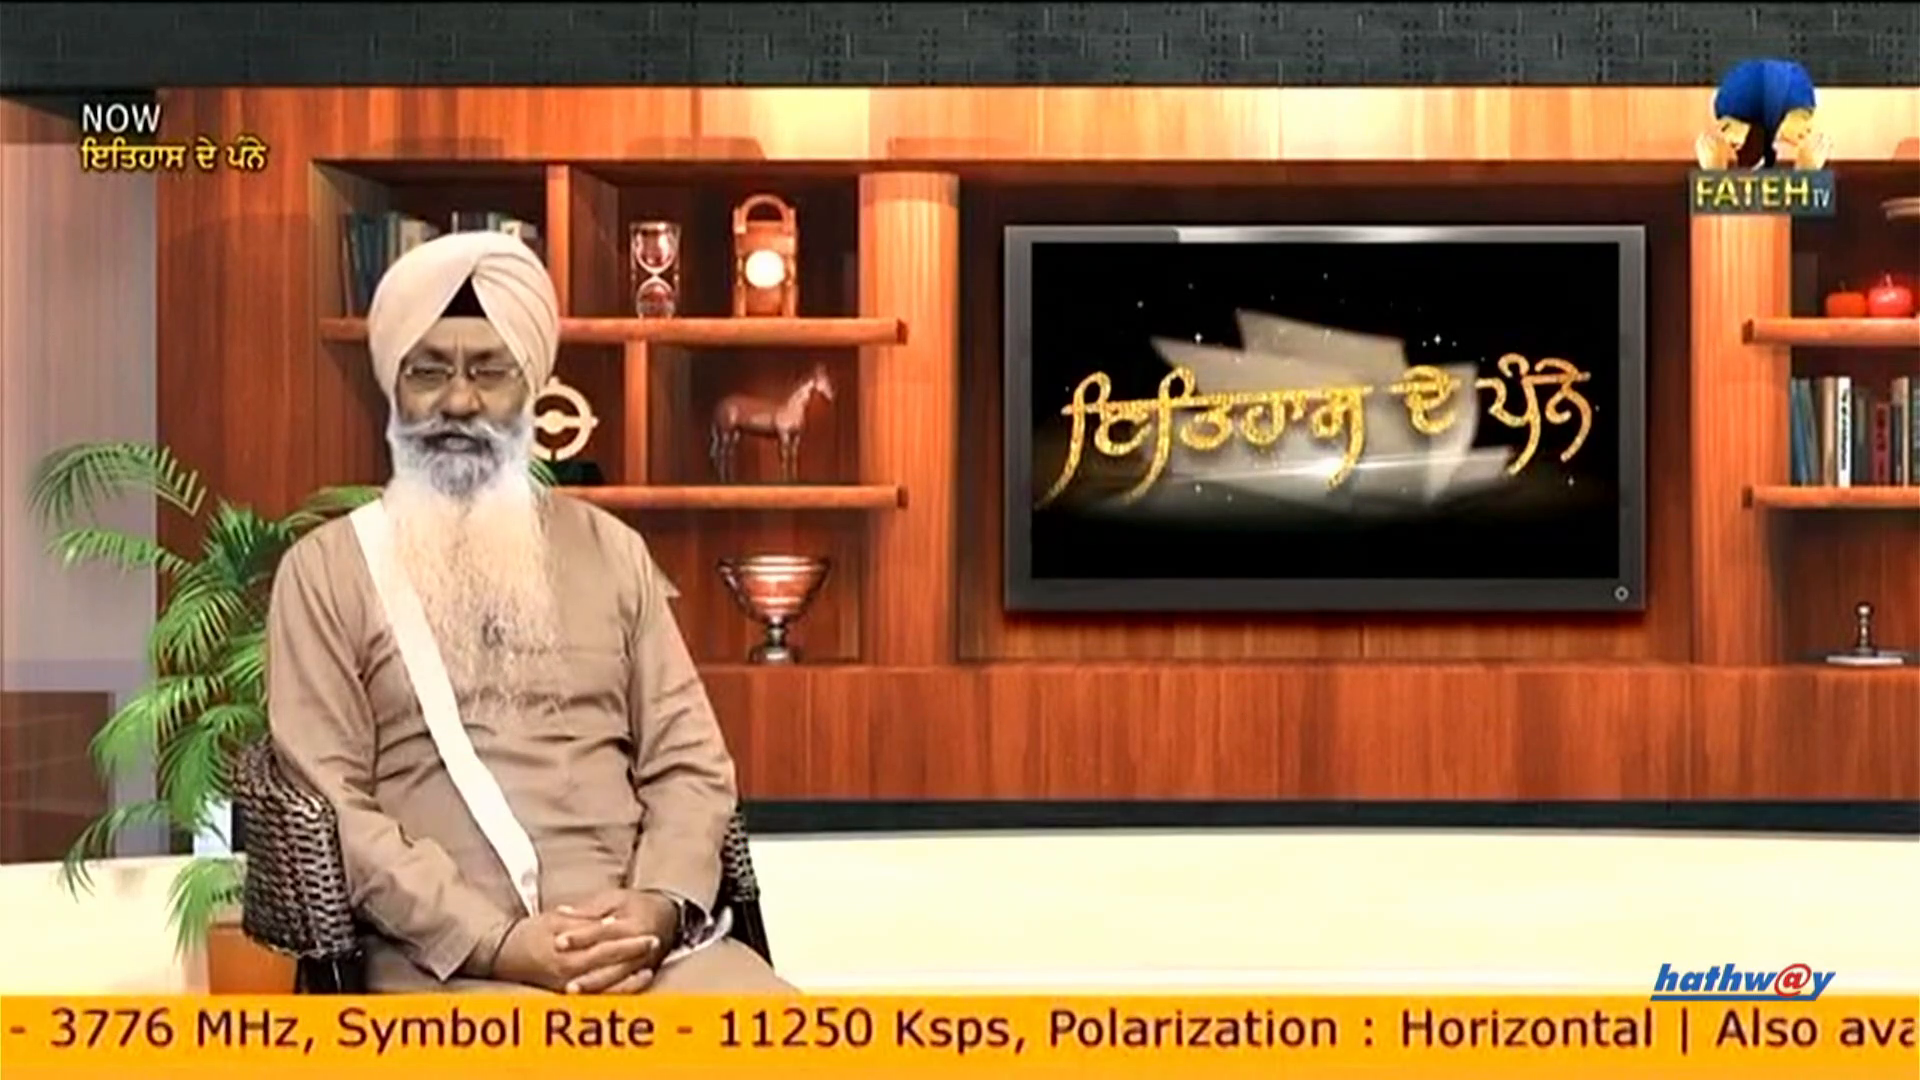 NOW
ਇਤਿਹਾਸ ਦੇ ਪੰਨੇ
FATEH TV
ਇਤਿਹਾਸ ਦੇ ਪੰਨੇ
hathw@y
- 3776 MHz, Symbol Rate - 11250 Ksps, Polarization : Horizontal | Also ava